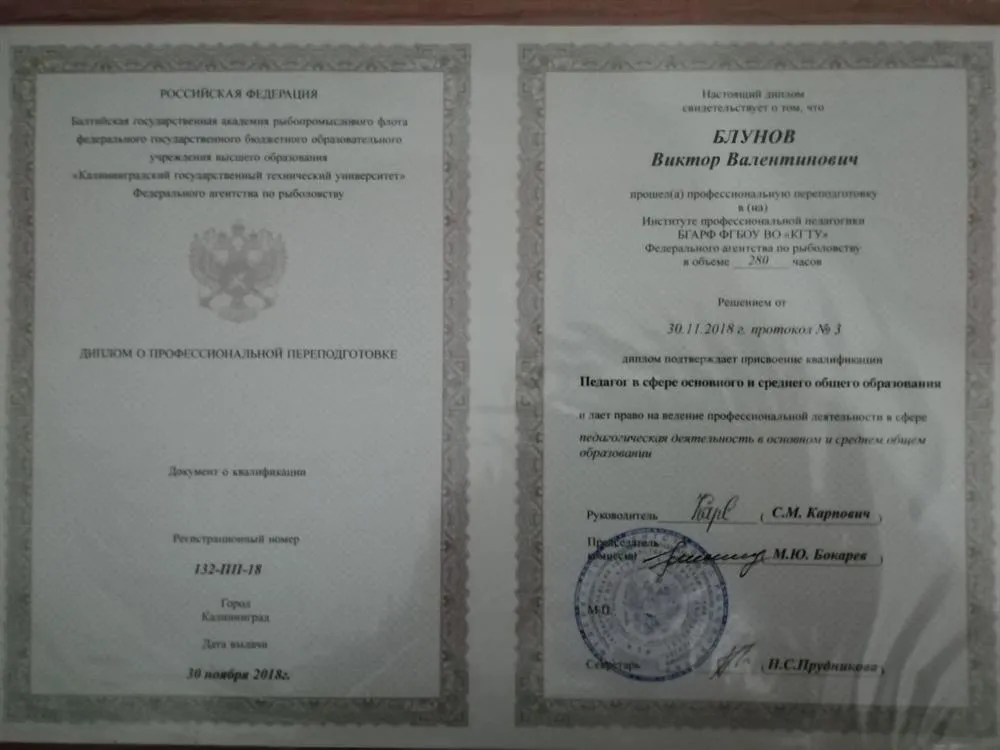 РОССИЙСКАЯ ФЕДЕРАЦИЯ
Балтийская государственная академия рыбопромыслового флота
федерального государственного бюджетного образовательного
учреждения высшего образования
«Калининградский государственный технический университет»
Федерального агентства по рыболовству
ДИПЛОМ О ПРОФЕССИОНАЛЬНОЙ ПЕРЕПОДГОТОВКЕ
Документ о квалификации
Регистрационный номер
132-ПП-18
Город
Калининград
Дата выдачи
30 ноября 2018г.
Настоящий диплом
свидетельствует о том, что
БЛУНОВ
Виктор Валентинович
прошел(а) профессиональную переподготовку
в (на)
Институте профессиональной педагогики
БГАРФ ФГБОУ ВО «КГТУ»
Федерального агентства по рыболовству
в объеме 280 часов
Решением от
30.11.2018 г. протокол № 3
диплом подтверждает присвоение квалификации
Педагог в сфере основного и среднего общего образования
и дает право на ведение профессиональной деятельности в сфере
педагогическая деятельность в основном и среднем общем
образовании
Руководитель ( С.М. Карпович )
Председатель
комиссии М.Ю. Бокарев )
М.П.
Секретарь ( Н.С.Прудникова )